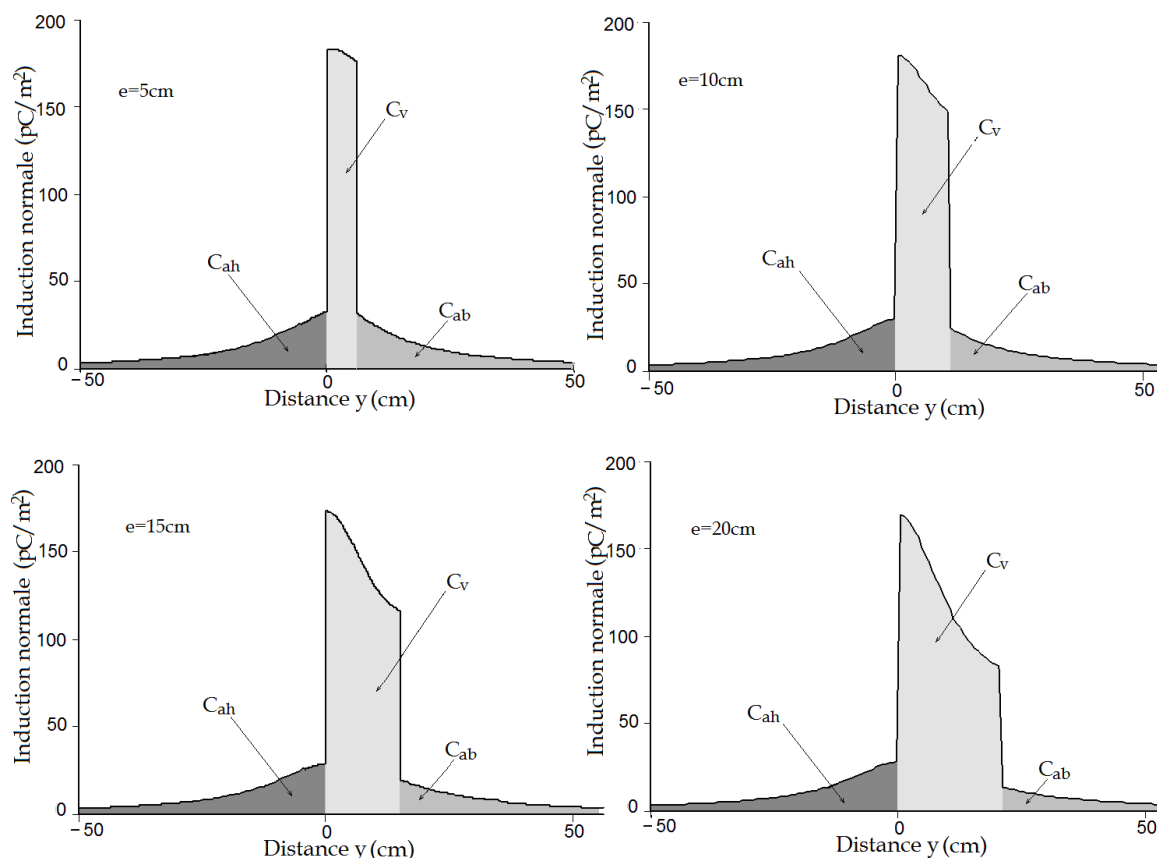 Induction normale (pC/m²)
200
150
100
50
0
e=5cm
Cv
Cah
Cab
−50
0
50
Distance y (cm)
Induction normale (pC/m²)
200
150
100
50
0
e=10cm
Cv
Cah
Cab
−50
0
50
Distance y (cm)
Induction normale (pC/m²)
200
150
100
50
0
e=15cm
Cv
Cah
Cab
−50
0
50
Distance y (cm)
Induction normale (pC/m²)
200
150
100
50
0
e=20cm
Cv
Cah
Cab
−50
0
50
Distance y (cm)